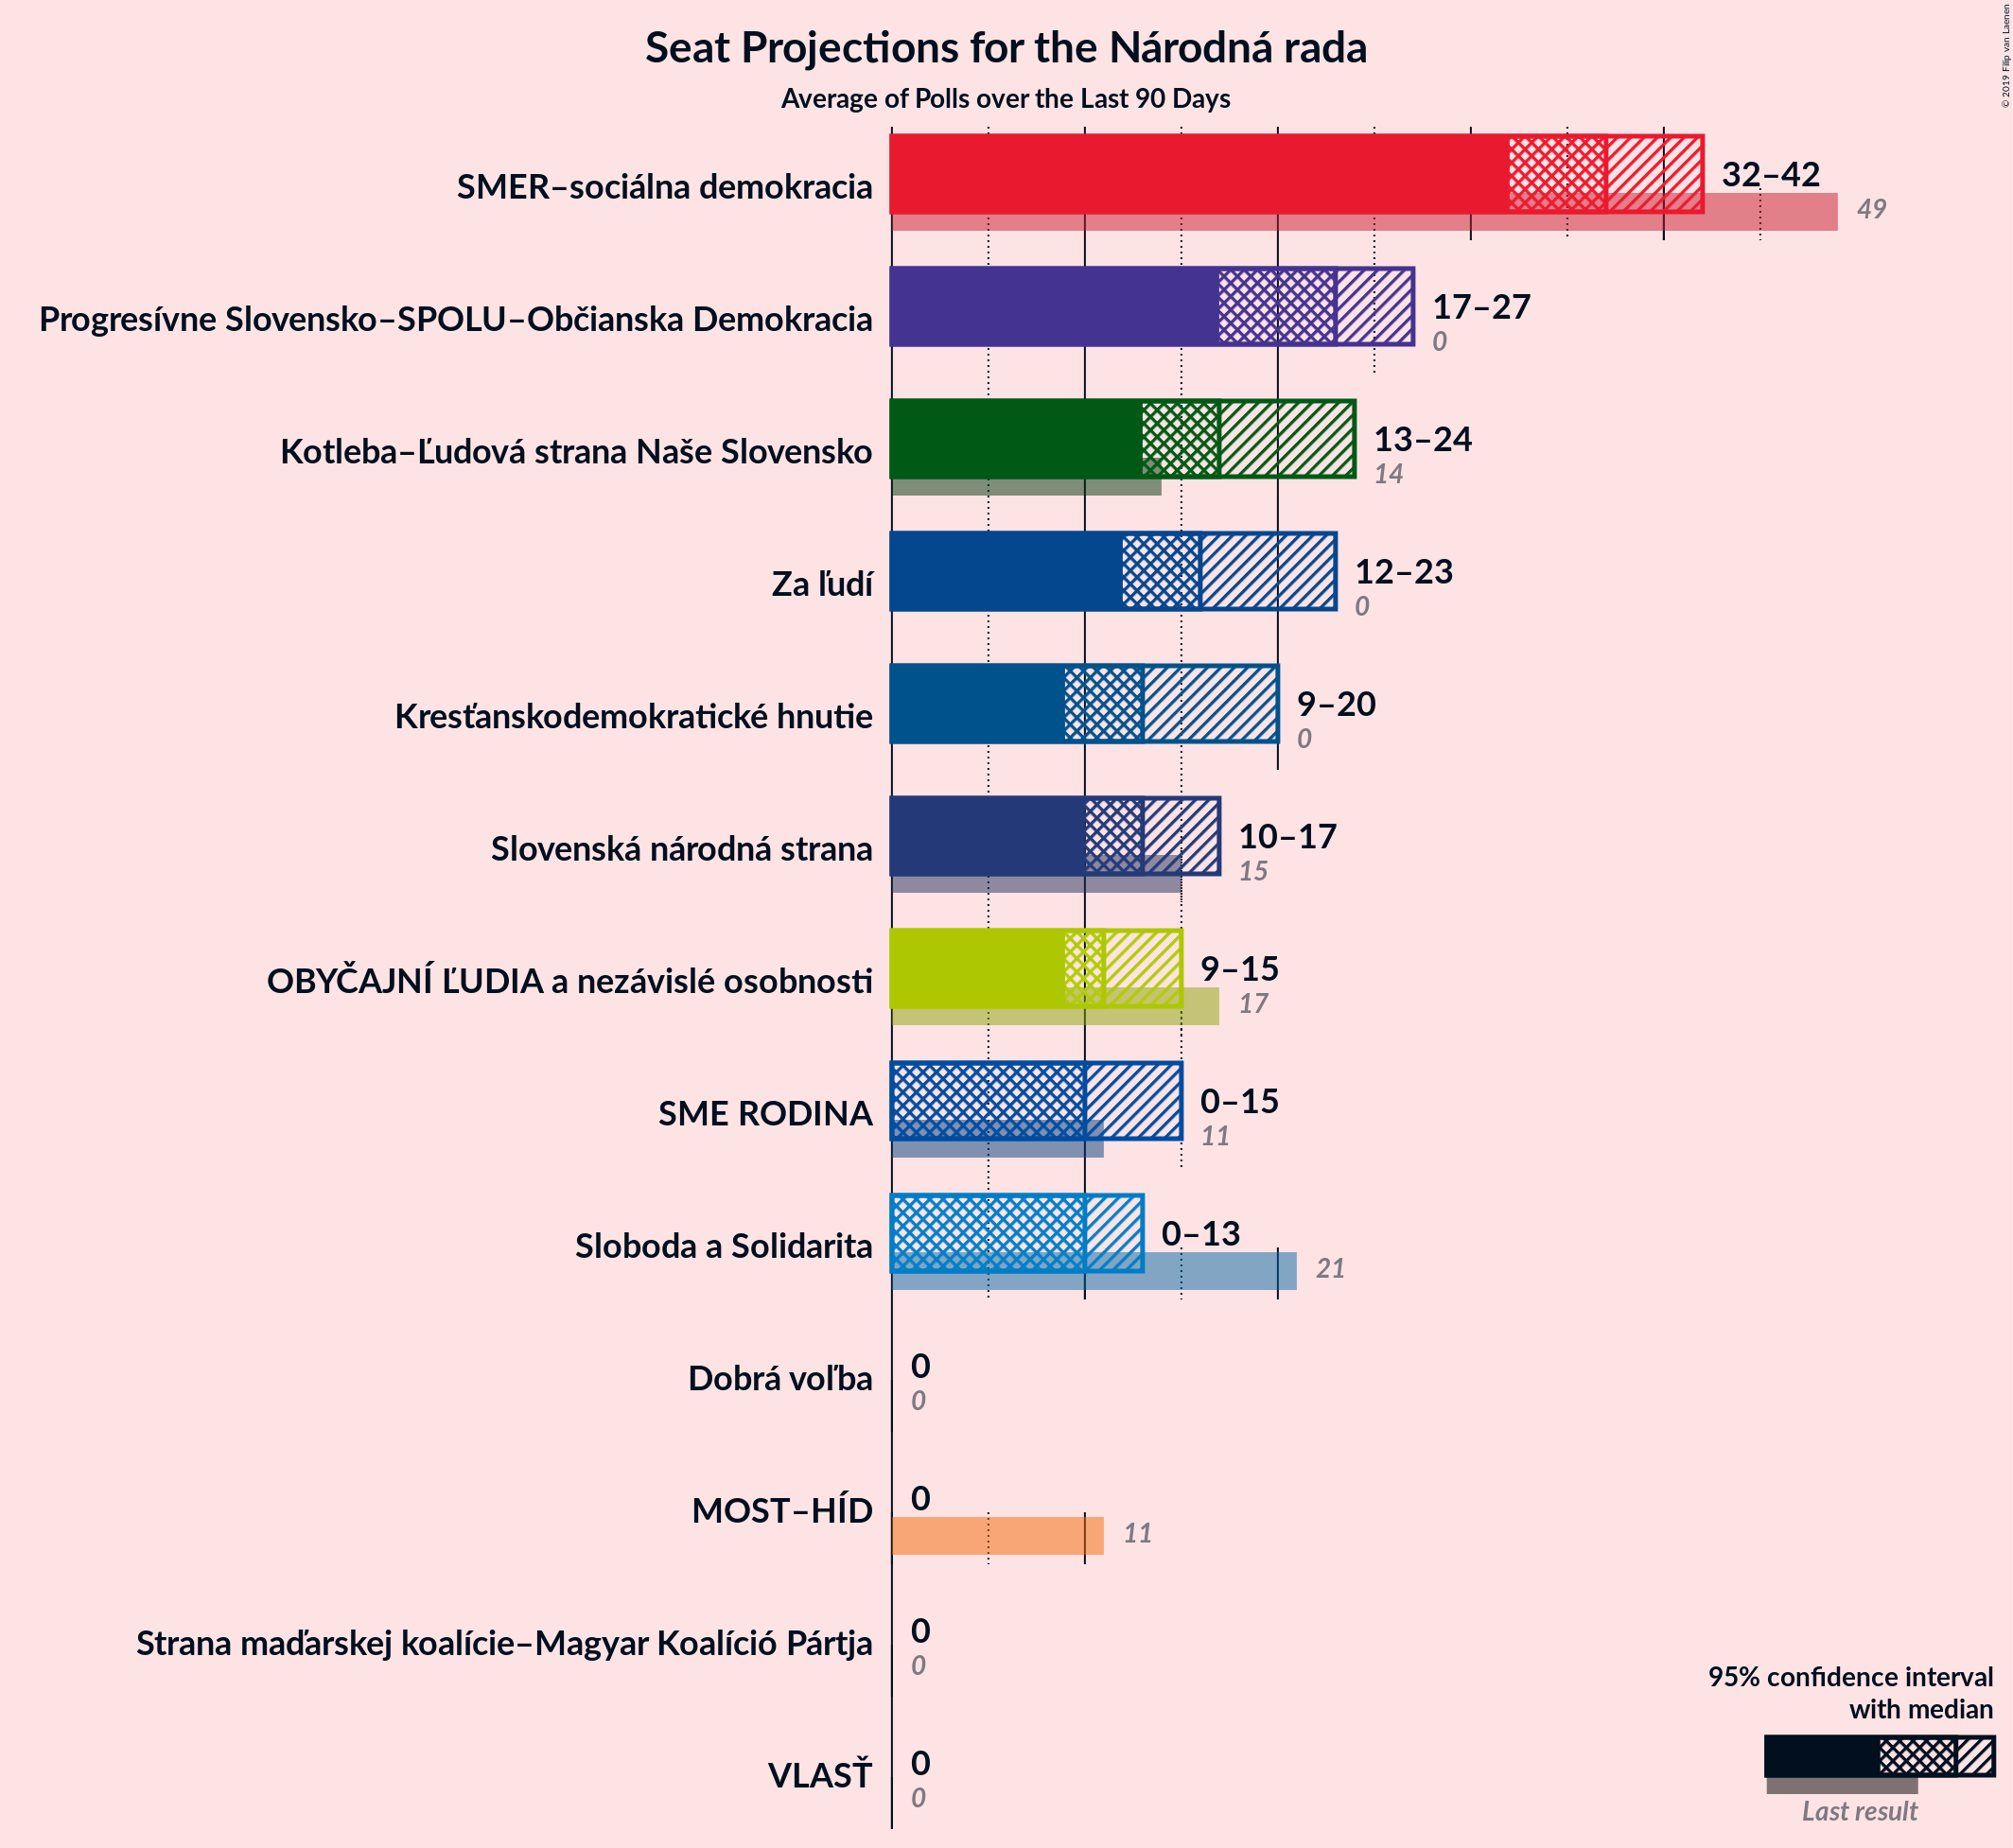 Seat Projections for the Národná rada
Average of Polls over the Last 90 Days
© 2019 Filip van Laenen
SMER–sociálna demokracia
32–42
49
Progresívne Slovensko–SPOLU–Občianska Demokracia
17–27
0
Kotleba–Ľudová strana Naše Slovensko
13–24
14
Za ľudí
12–23
0
Kresťanskodemokratické hnutie
9–20
0
Slovenská národná strana
10–17
15
OBYČAJNÍ ĽUDIA a nezávislé osobnosti
9–15
17
SME RODINA
0–15
11
Sloboda a Solidarita
0–13
21
Dobrá voľba
0
0
MOST–HÍD
0
11
Strana maďarskej koalície–Magyar Koalíció Pártja
0
0
VLASŤ
0
0
95% confidence interval
with median
Last result